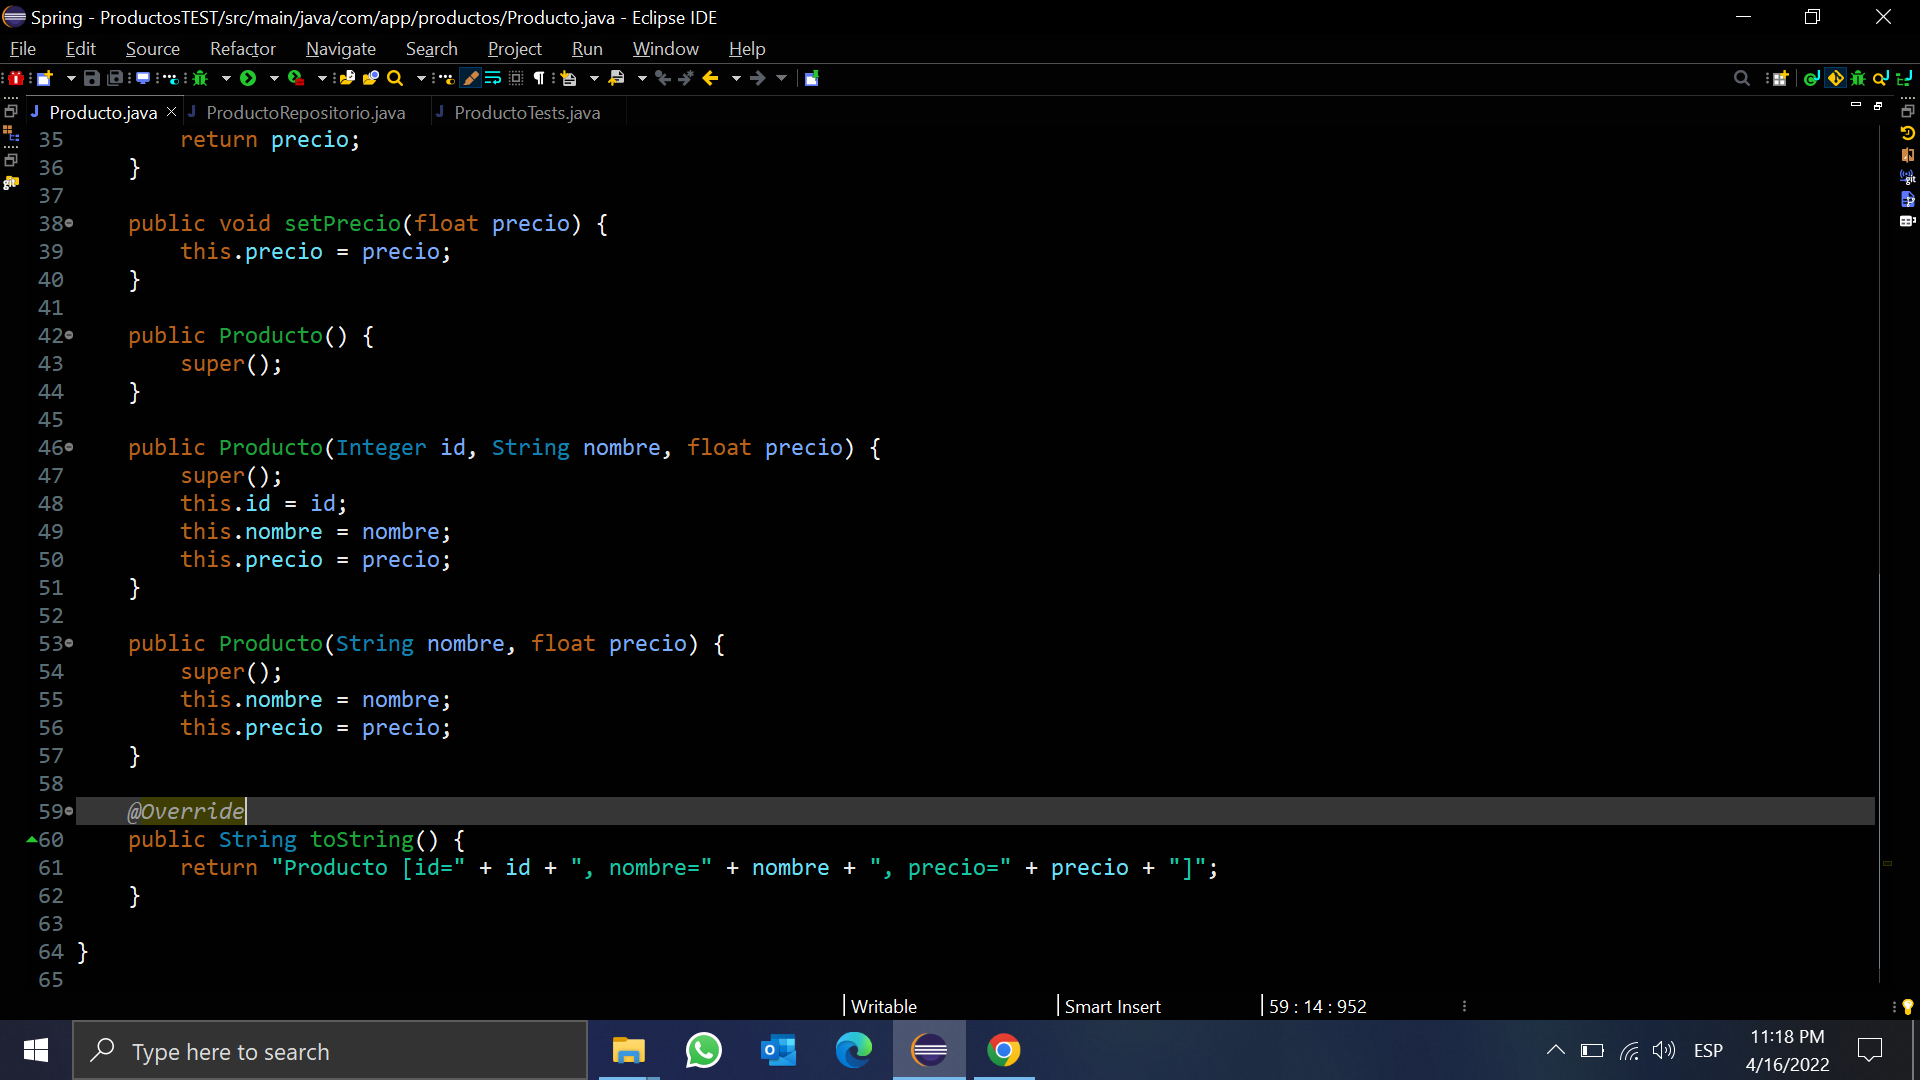 Spring - ProductosTEST/src/main/java/com/app/productos/Producto.java - Eclipse IDE
File Edit Source Refactor Navigate Search Project Run Window Help
Producto.java ProductoRepositorio.java ProductoTests.java
35 return precio;
36 }
37
38 public void setPrecio(float precio) {
39 this.precio = precio;
40 }
41
42 public Producto() {
43 super();
44 }
45
46 public Producto(Integer id, String nombre, float precio) {
47 super();
48 this.id = id;
49 this.nombre = nombre;
50 this.precio = precio;
51 }
52
53 public Producto(String nombre, float precio) {
54 super();
55 this.nombre = nombre;
56 this.precio = precio;
57 }
58
59 @Override
60 public String toString() {
61 return "Producto [id=" + id + ", nombre=" + nombre + ", precio=" + precio + "]";
62 }
63
64 }
65
Writable Smart Insert 59 : 14 : 952
Type here to search
ESP
11:18 PM
4/16/2022